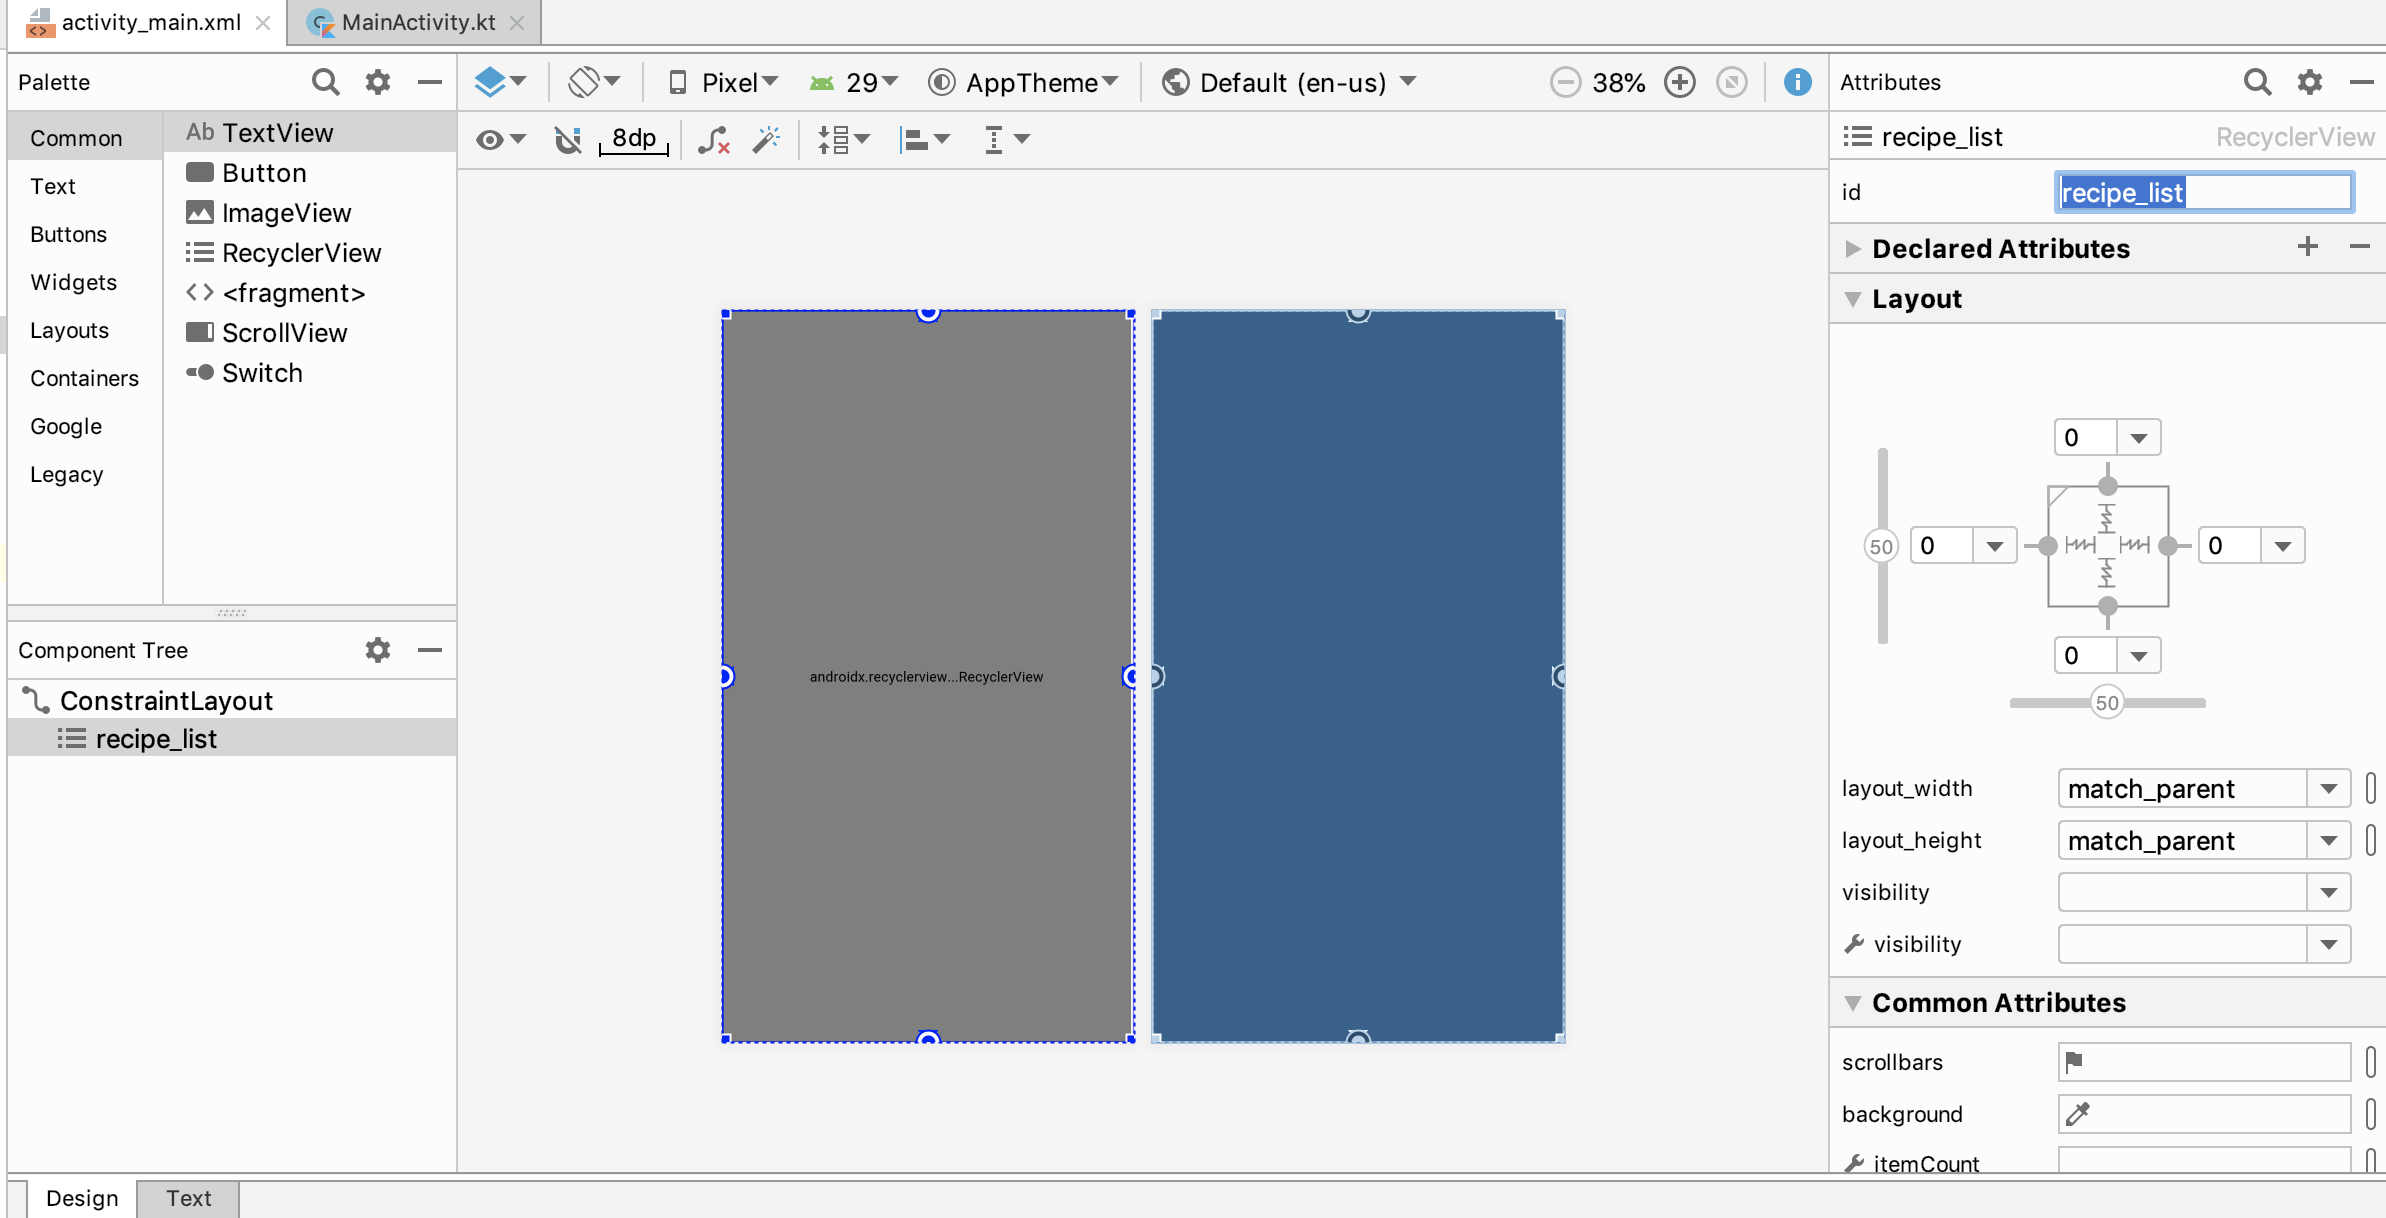 activity_main.xml
MainActivity.kt
Palette
Pixel
29
AppTheme
Default (en-us)
38%
Attributes
Common
Text
Buttons
Widgets
Layouts
Containers
Google
Legacy
Ab TextView
Button
ImageView
RecyclerView
<fragment>
ScrollView
Switch
8dp
androidx.recyclerview...RecyclerView
Component Tree
ConstraintLayout
recipe_list
recipe_list RecyclerView
id recipe_list
Declared Attributes
Layout
0
50 0 0
0
50
layout_width match_parent
layout_height match_parent
visibility
visibility
Common Attributes
scrollbars
background
itemCount
Design Text